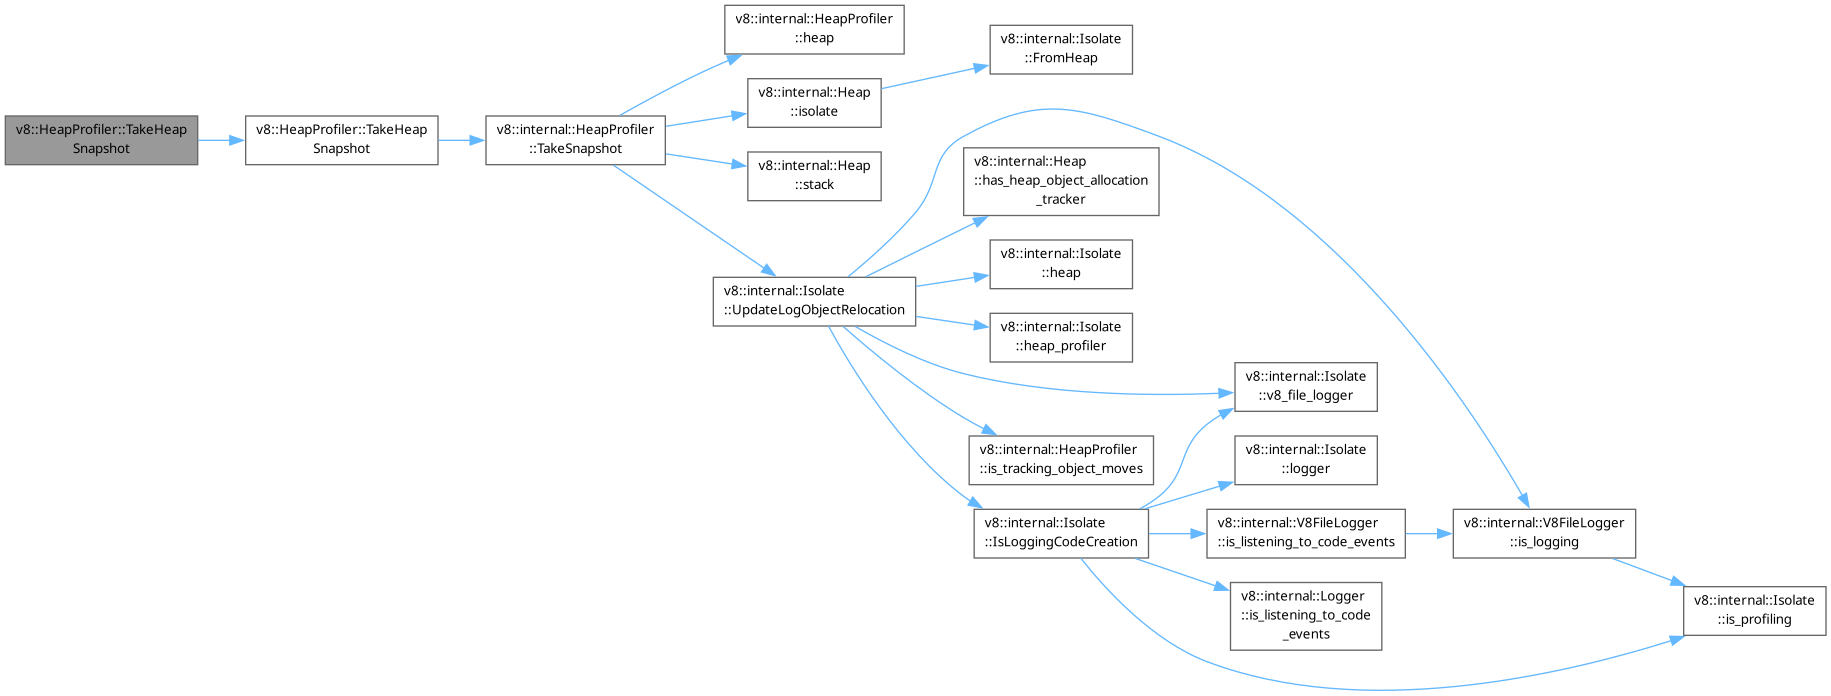 v8::HeapProfiler::TakeHeap
Snapshot
v8::HeapProfiler::TakeHeap
Snapshot
v8::internal::HeapProfiler
::TakeSnapshot
v8::internal::HeapProfiler
::heap
v8::internal::Heap
::isolate
v8::internal::Isolate
::FromHeap
v8::internal::Heap
::stack
v8::internal::Isolate
::UpdateLogObjectRelocation
v8::internal::Heap
::has_heap_object_allocation
_tracker
v8::internal::Isolate
::heap
v8::internal::Isolate
::heap_profiler
v8::internal::Isolate
::v8_file_logger
v8::internal::HeapProfiler
::is_tracking_object_moves
v8::internal::Isolate
::IsLoggingCodeCreation
v8::internal::Isolate
::logger
v8::internal::V8FileLogger
::is_listening_to_code_events
v8::internal::Logger
::is_listening_to_code
_events
v8::internal::V8FileLogger
::is_logging
v8::internal::Isolate
::is_profiling